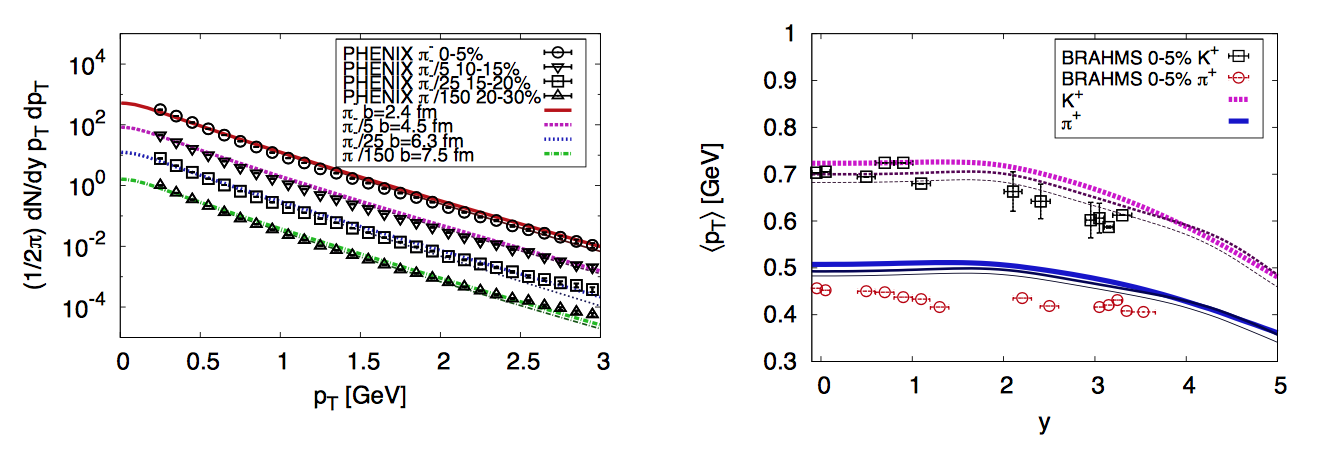 (1/2π) dN/dy p_T dp_T
10^4
10^2
10^0
10^-2
10^-4
0 0.5 1 1.5 2 2.5 3
p_T [GeV]
PHENIX π^- 0-5%
PHENIX π^-/5 10-15%
PHENIX π^-/25 15-20%
PHENIX π^-/150 20-30%
π^- b=2.4 fm
π^-/5 b=4.5 fm
π^-/25 b=6.3 fm
π^-/150 b=7.5 fm
⟨p_T⟩ [GeV]
1
0.9
0.8
0.7
0.6
0.5
0.4
0.3
0 1 2 3 4 5
y
BRAHMS 0-5% K^+
BRAHMS 0-5% π^+
K^+
π^+